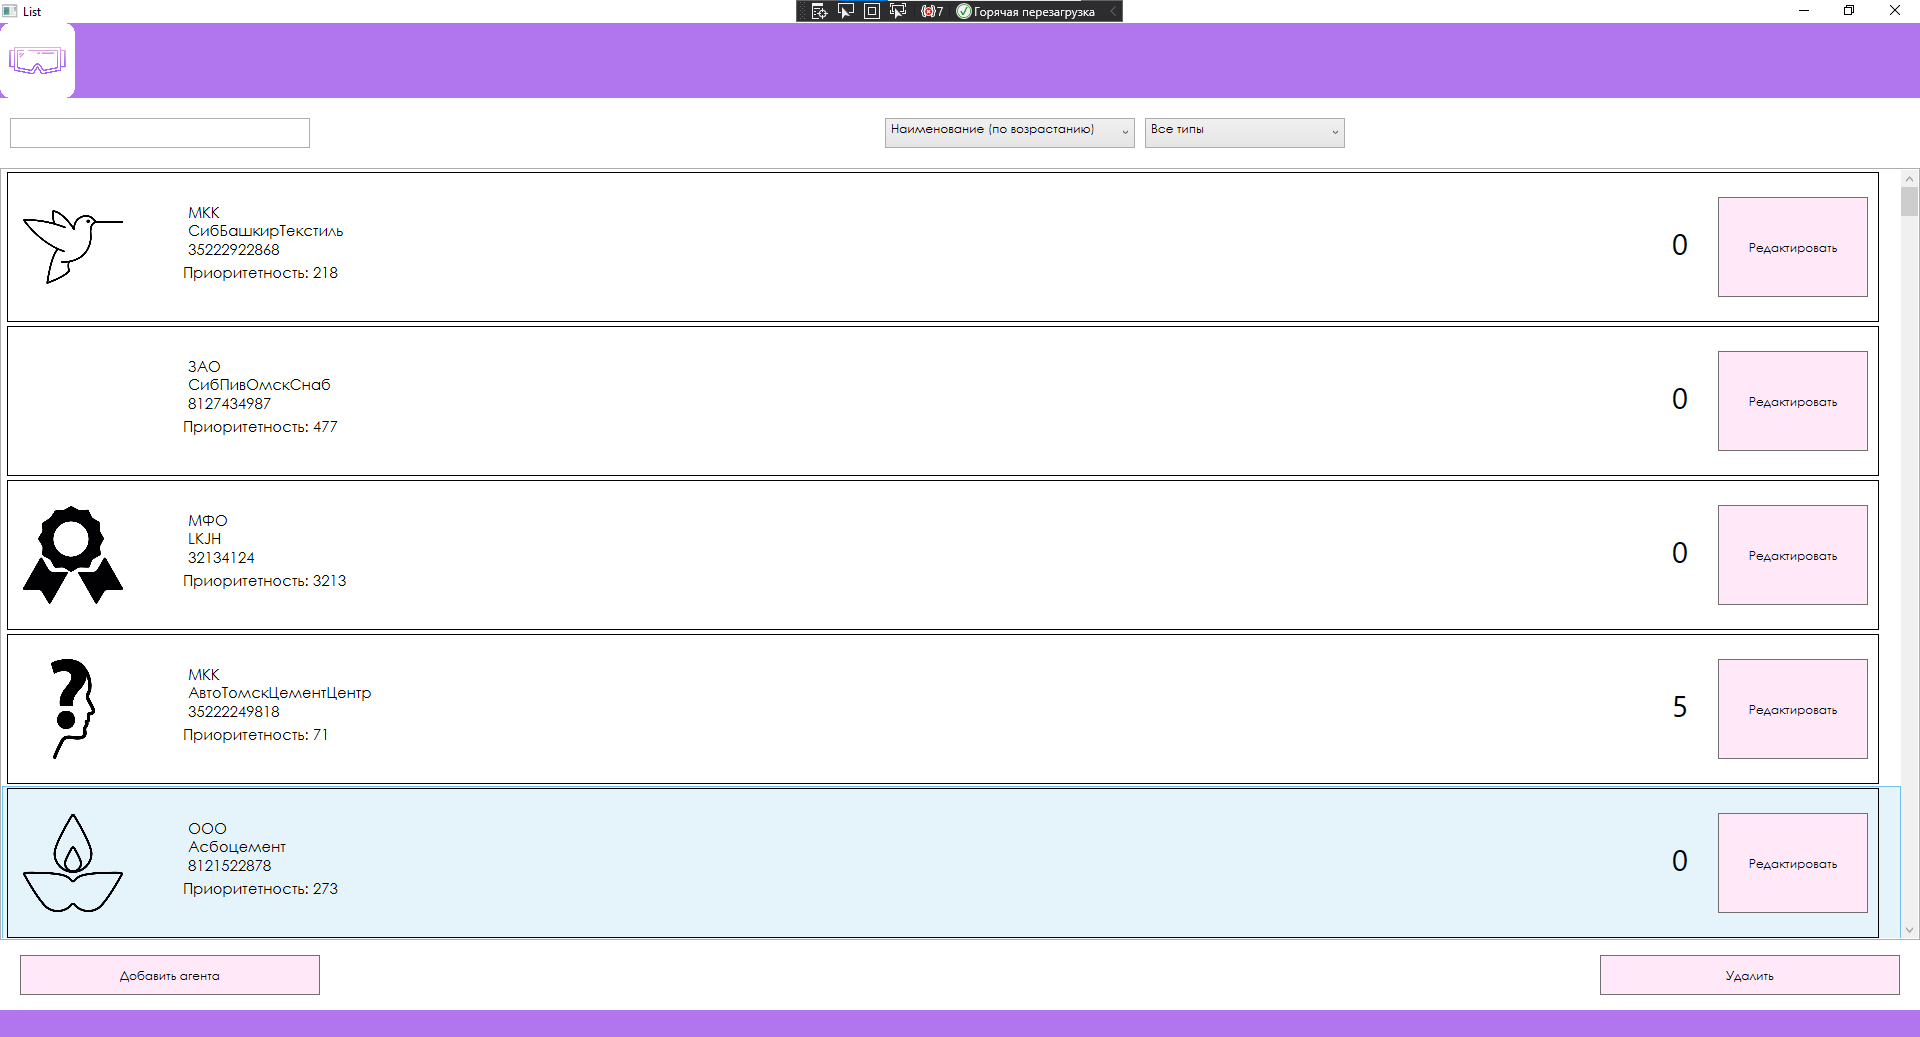 List
7
Горячая перезагрузка
Наименование (по возрастанию)
Все типы
МКК
СибБашкирТекстиль
35222922868
Приоритетность: 218
0
Редактировать
ЗАО
СибПивОмскСнаб
8127434987
Приоритетность: 477
0
Редактировать
МФО
LKJH
32134124
Приоритетность: 3213
0
Редактировать
МКК
АвтоТомскЦементЦентр
35222249818
Приоритетность: 71
5
Редактировать
ООО
Асбоцемент
8121522878
Приоритетность: 273
0
Редактировать
Добавить агента
Удалить